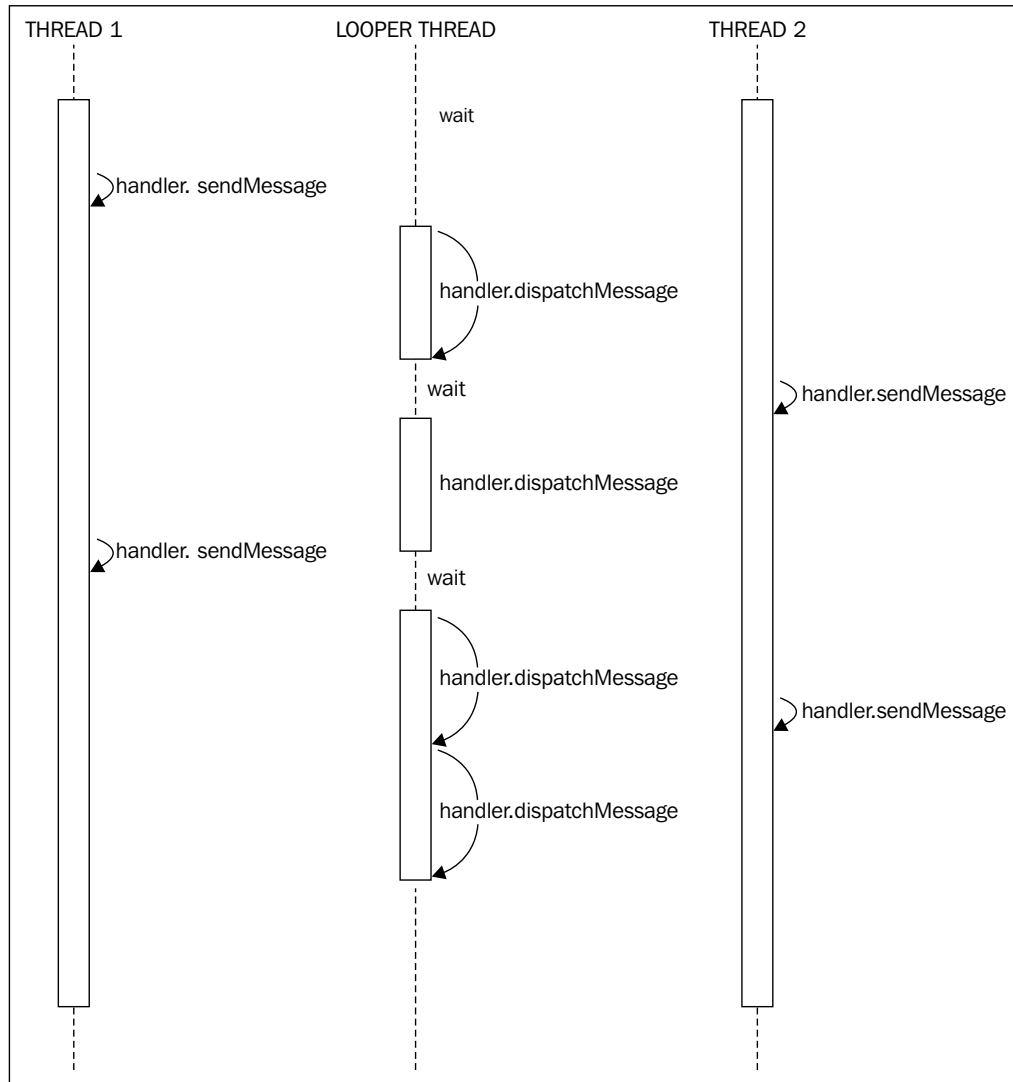 THREAD 1
LOOPER THREAD
THREAD 2
wait
handler. sendMessage
handler.dispatchMessage
wait
handler.sendMessage
handler.dispatchMessage
handler. sendMessage
wait
handler.dispatchMessage
handler.sendMessage
handler.dispatchMessage